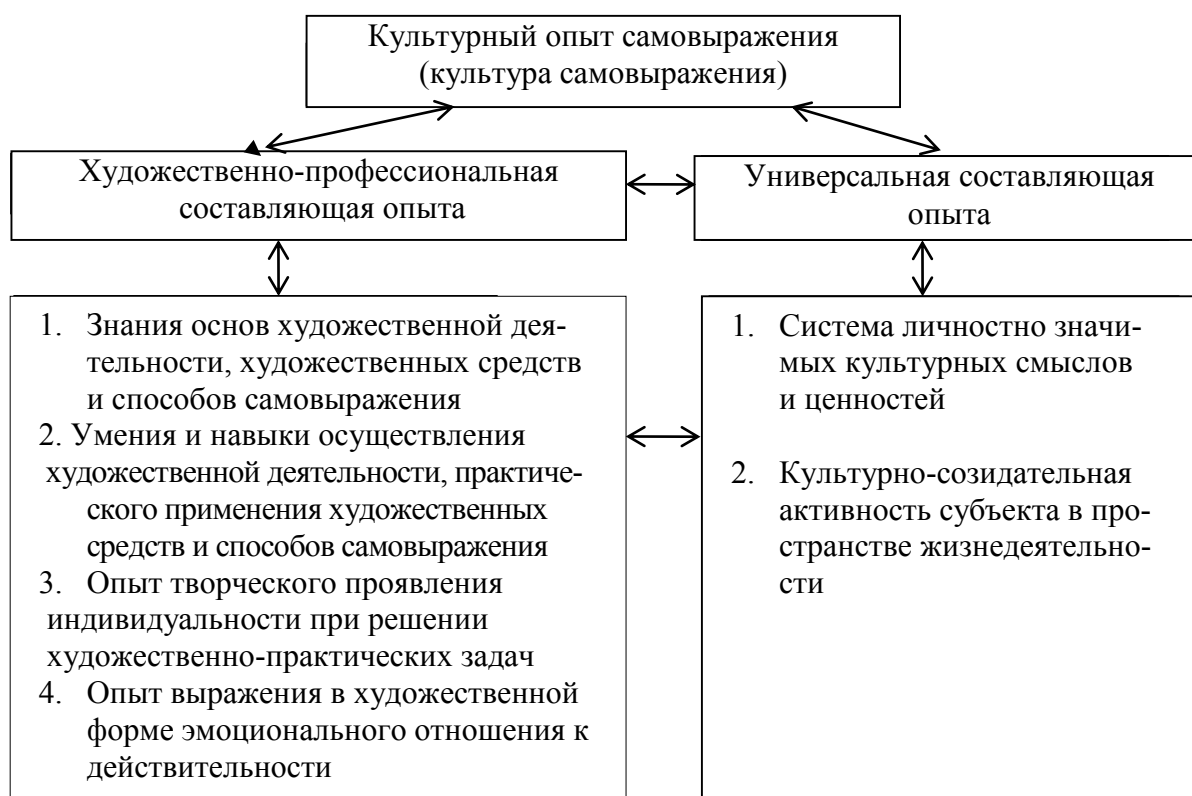 Культурный опыт самовыражения
(культура самовыражения)
Художественно-профессиональная
составляющая опыта
Универсальная составляющая
опыта
1. Знания основ художественной дея-
тельности, художественных средств
и способов самовыражения
2. Умения и навыки осуществления
художественной деятельности, практиче-
ского применения художественных
средств и способов самовыражения
3. Опыт творческого проявления
индивидуальности при решении
художественно-практических задач
4. Опыт выражения в художественной
форме эмоционального отношения к
действительности
1. Система личностно значи-
мых культурных смыслов
и ценностей
2. Культурно-созидательная
активность субъекта в про-
странстве жизнедеятельно-
сти